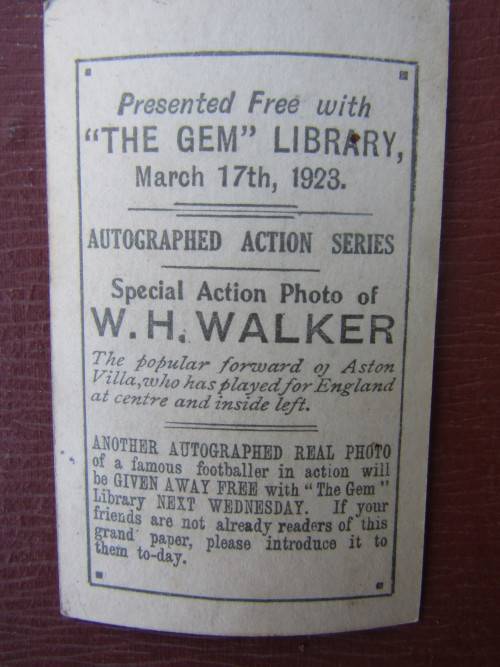 Presented Free with
"THE GEM" LIBRARY,
March 17th, 1923.
AUTOGRAPHED ACTION SERIES
Special Action Photo of
W. H. WALKER
The popular forward of Aston
Villa, who has played for England
at centre and inside left.
ANOTHER AUTOGRAPHED REAL PHOTO
of a famous footballer in action will
be GIVEN AWAY FREE with "The Gem"
Library NEXT WEDNESDAY. If your
friends are not already readers of this
grand paper, please introduce it to
them to-day.